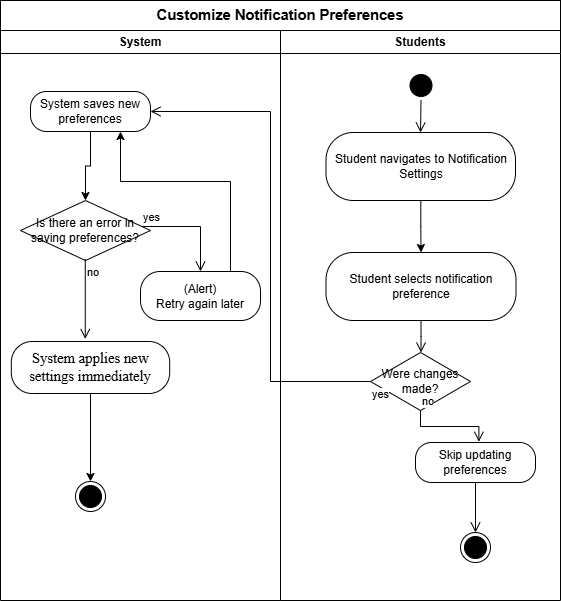 Customize Notification Preferences
System
Students
System saves new
preferences
Is there an error in
saving preferences?
yes
no
(Alert)
Retry again later
System applies new
settings immediately
Student navigates to Notification
Settings
Student selects notification
preference
Were changes
made?
yes
no
Skip updating
preferences